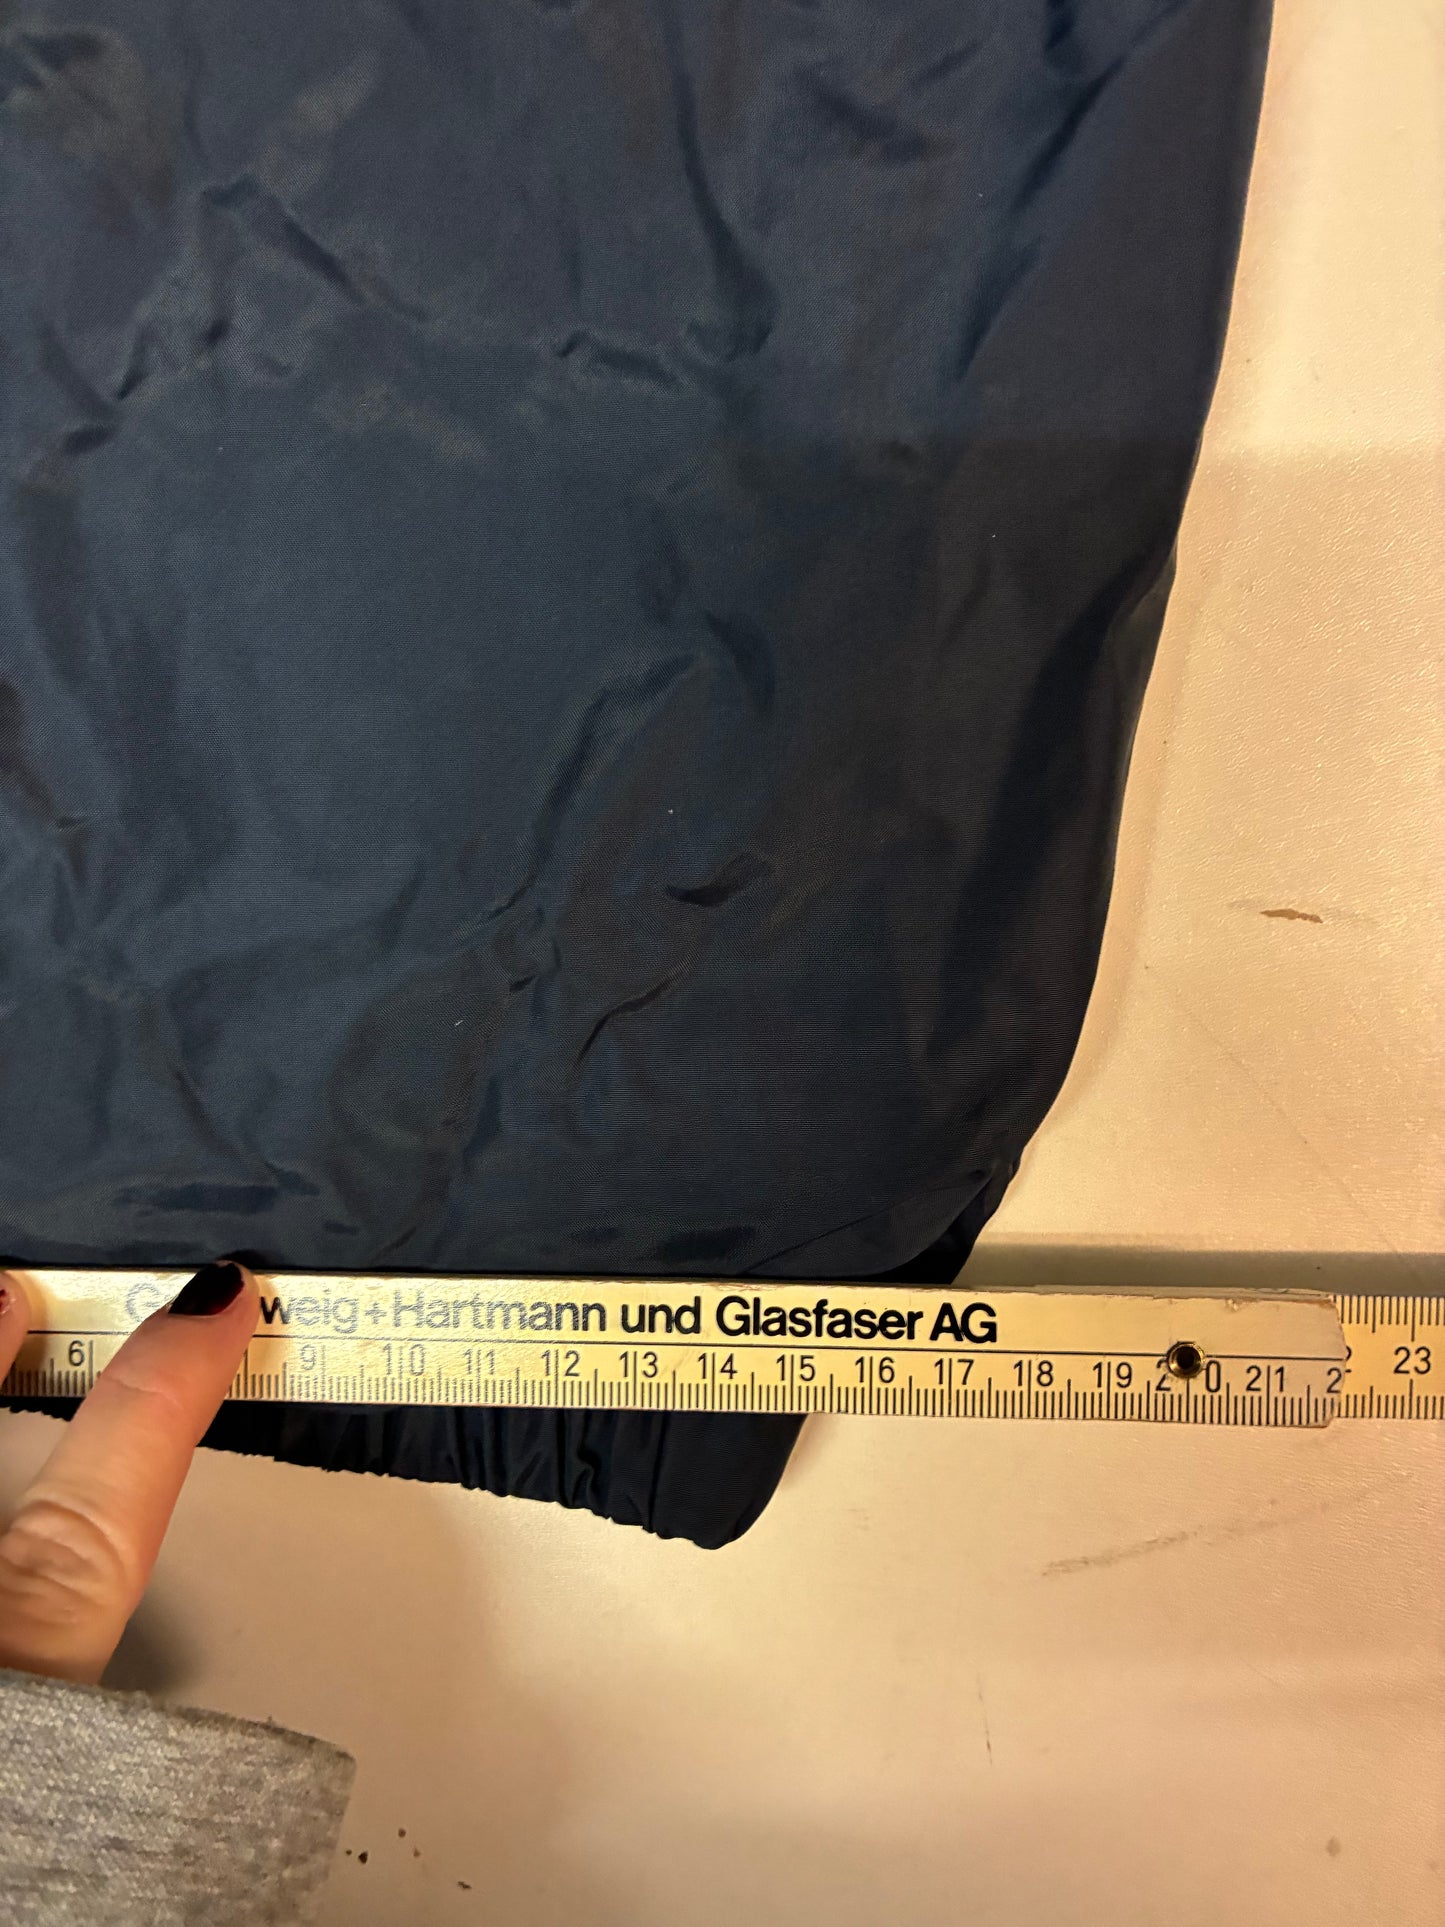 weig+Hartmann und Glasfaser AG
6 8 10 11 12 13 14 15 16 17 18 19 20 21 2 23